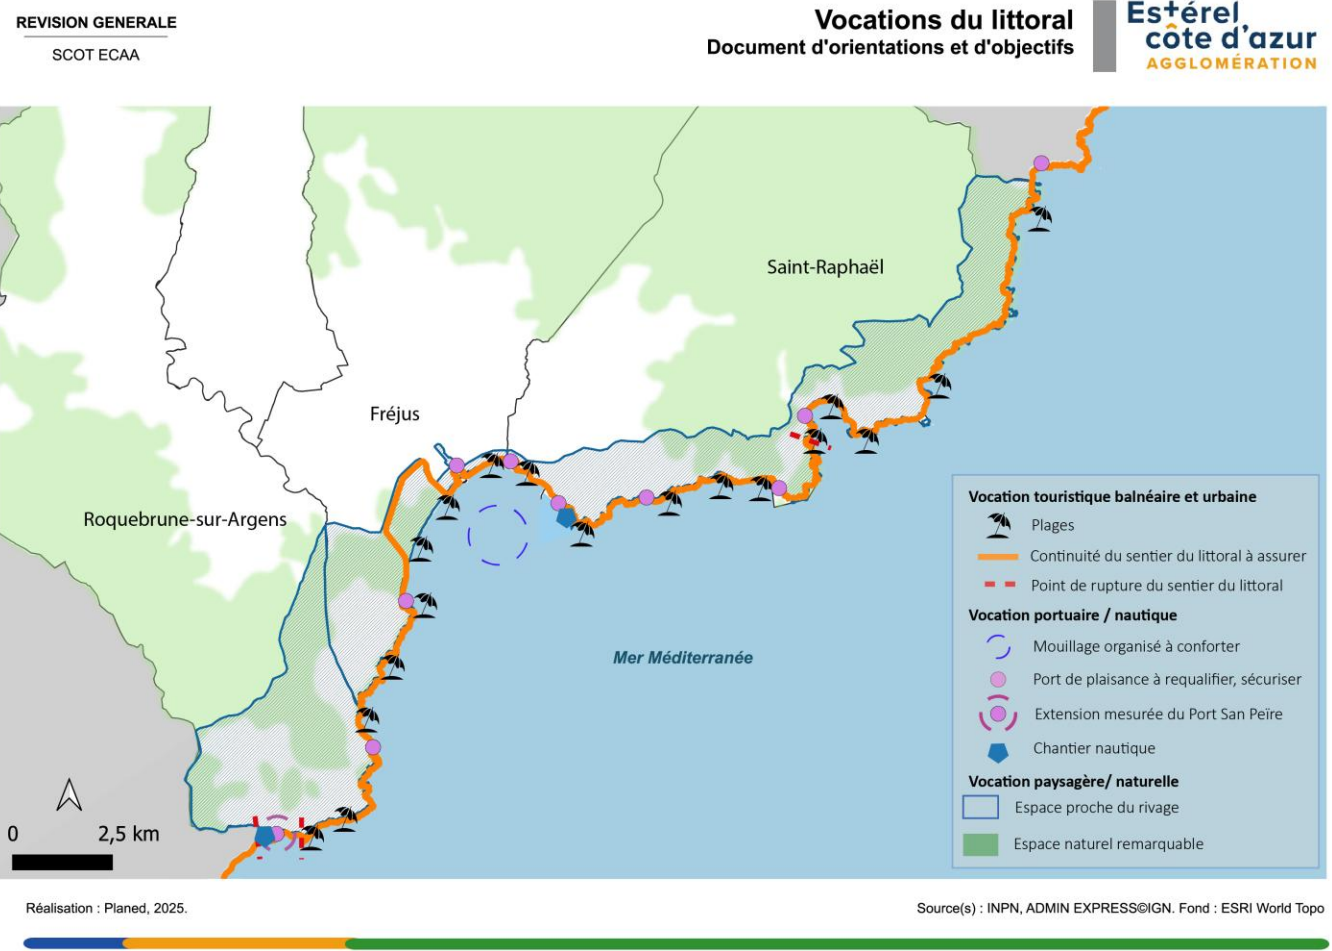 REVISION GENERALE
SCOT ECAA
Vocations du littoral
Document d'orientations et d'objectifs
Estérel
côte d'azur
AGGLOMÉRATION
Saint-Raphaël
Fréjus
Roquebrune-sur-Argens
Mer Méditerranée
0 2,5 km
Vocation touristique balnéaire et urbaine
Plages
Continuité du sentier du littoral à assurer
Point de rupture du sentier du littoral
Vocation portuaire / nautique
Mouillage organisé à conforter
Port de plaisance à requalifier, sécuriser
Extension mesurée du Port San Peïre
Chantier nautique
Vocation paysagère/ naturelle
Espace proche du rivage
Espace naturel remarquable
Réalisation : Planed, 2025.
Source(s) : INPN, ADMIN EXPRESS©IGN. Fond : ESRI World Topo